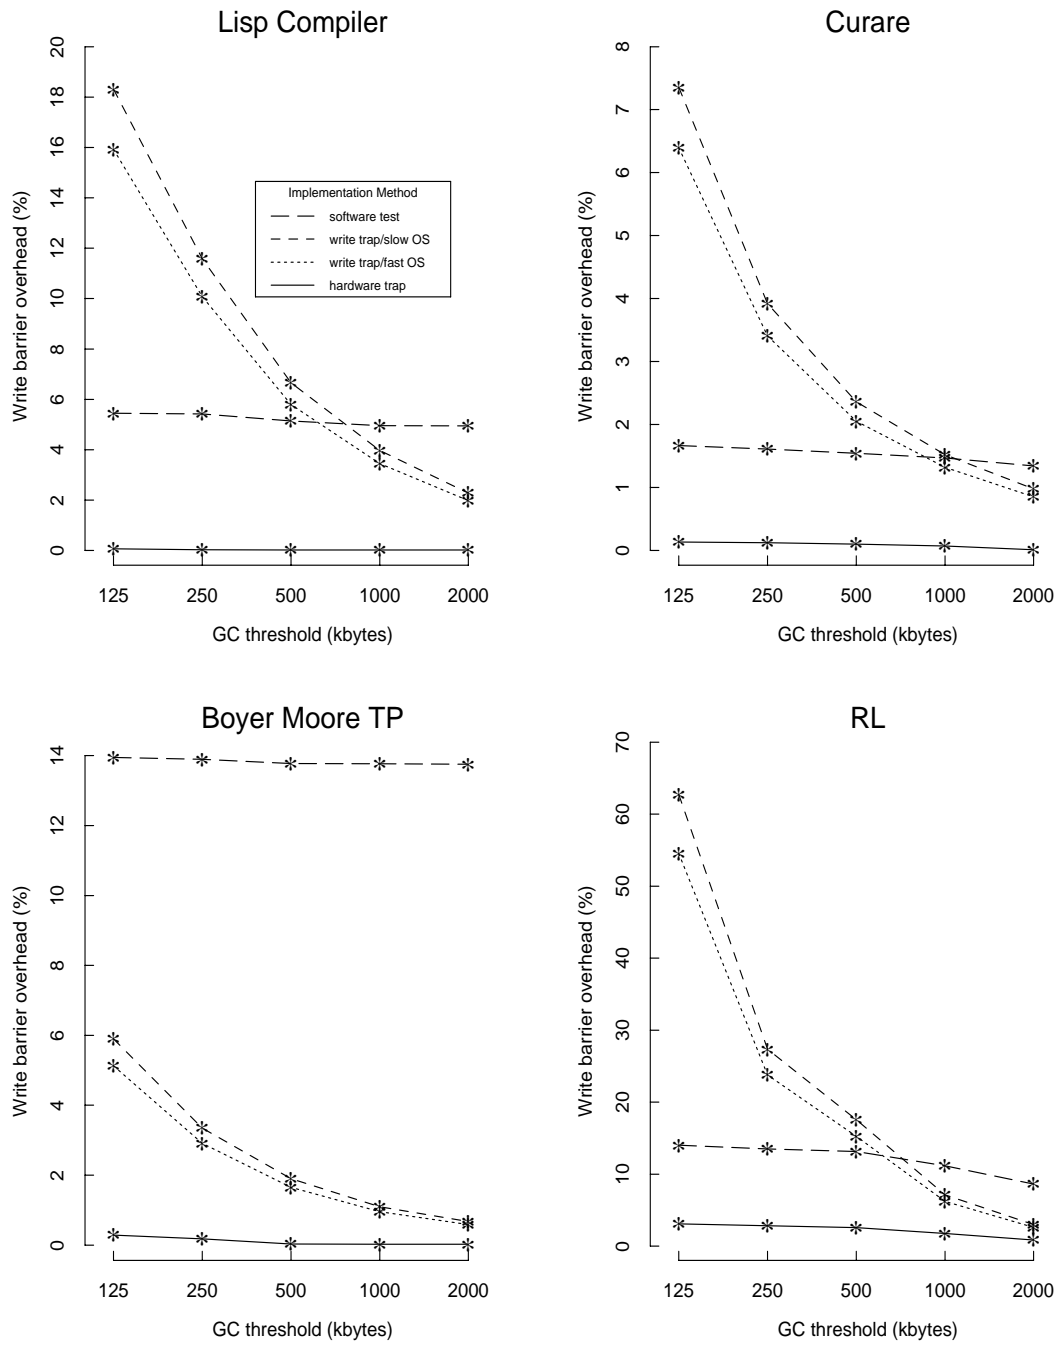 Lisp Compiler
Write barrier overhead (%)
0 2 4 6 8 10 12 14 16 18 20
Implementation Method
software test
write trap/slow OS
write trap/fast OS
hardware trap
125 250 500 1000 2000
GC threshold (kbytes)
Curare
Write barrier overhead (%)
0 1 2 3 4 5 6 7 8
125 250 500 1000 2000
GC threshold (kbytes)
Boyer Moore TP
Write barrier overhead (%)
0 2 4 6 8 10 12 14
125 250 500 1000 2000
GC threshold (kbytes)
RL
Write barrier overhead (%)
0 10 20 30 40 50 60 70
125 250 500 1000 2000
GC threshold (kbytes)